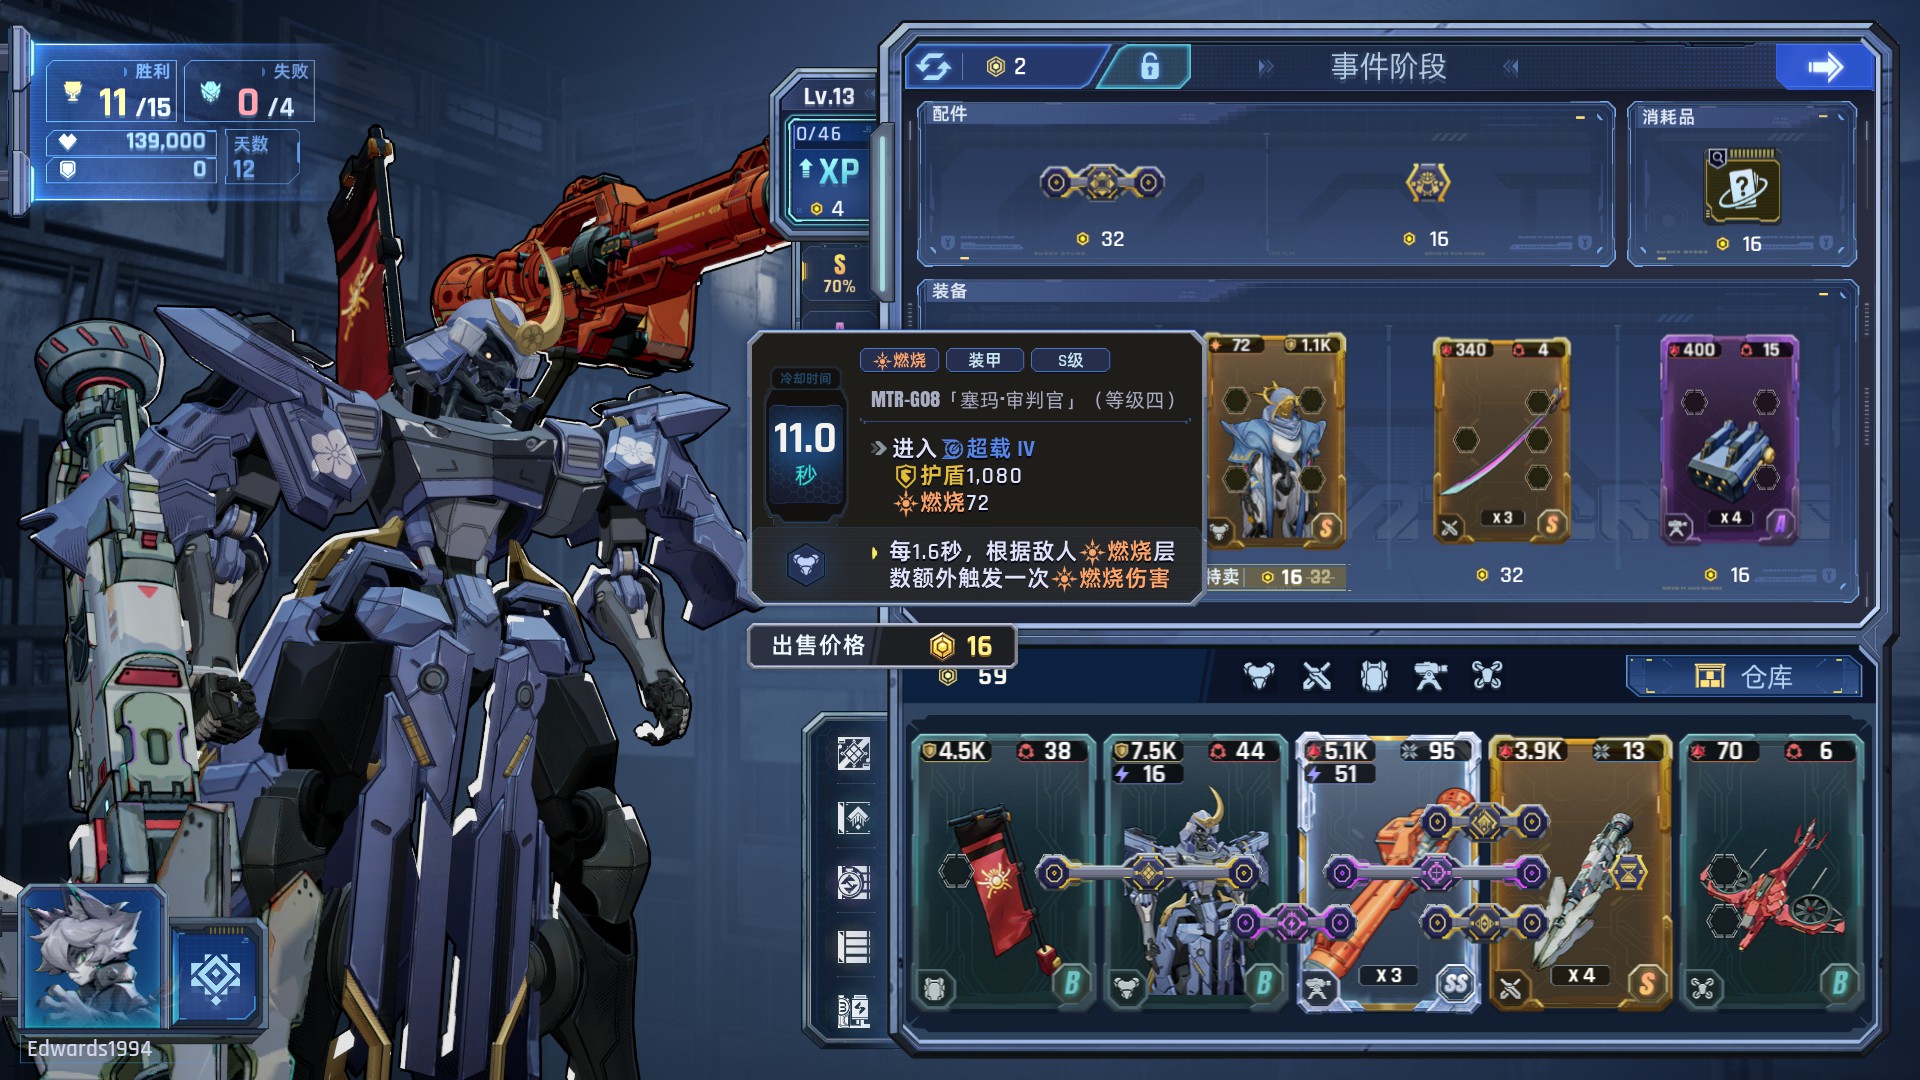 胜利
11 /15
失败
0 /4
139,000
0
天数
12
Lv.13
0/46
XP
4
S
70%
2
事件阶段
配件
32
16
消耗品
16
装备
72 1.1K
S
特卖 16 32
340 4
x3
S
32
400 15
x4
A
16
燃烧
装甲
S级
冷却时间
11.0
秒
MTR-G08「塞玛·审判官」（等级四）
进入超载 IV
护盾1,080
燃烧72
每1.6秒，根据敌人燃烧层
数额外触发一次燃烧伤害
出售价格 16
59
仓库
4.5K 38
B
7.5K 44
16
B
5.1K 95
51
x3
SS
3.9K 13
x4
S
70 6
B
Edwards1994